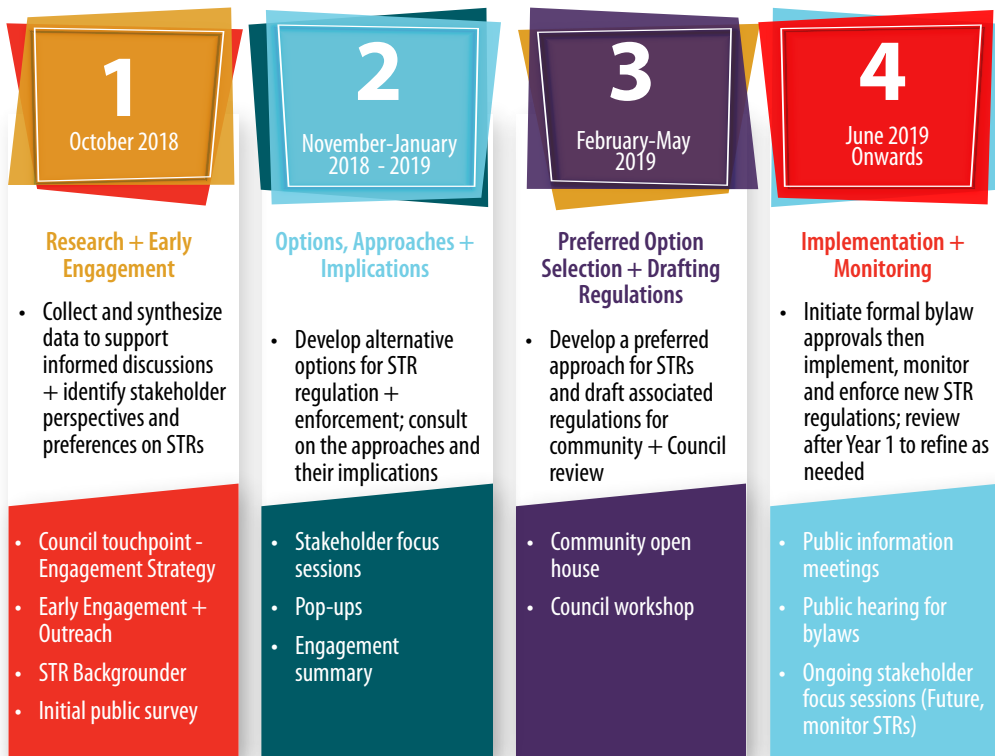 1
October 2018
Research + Early
Engagement
• Collect and synthesize
data to support
informed discussions
+ identify stakeholder
perspectives and
preferences on STRs
• Council touchpoint -
Engagement Strategy
• Early Engagement +
Outreach
• STR Backgrounder
• Initial public survey
2
November-January
2018 - 2019
Options, Approaches +
Implications
• Develop alternative
options for STR
regulation +
enforcement; consult
on the approaches and
their implications
• Stakeholder focus
sessions
• Pop-ups
• Engagement
summary
3
February-May
2019
Preferred Option
Selection + Drafting
Regulations
• Develop a preferred
approach for STRs
and draft associated
regulations for
community + Council
review
• Community open
house
• Council workshop
4
June 2019
Onwards
Implementation +
Monitoring
• Initiate formal bylaw
approvals then
implement, monitor
and enforce new STR
regulations; review
after Year 1 to refine as
needed
• Public information
meetings
• Public hearing for
bylaws
• Ongoing stakeholder
focus sessions (Future,
monitor STRs)